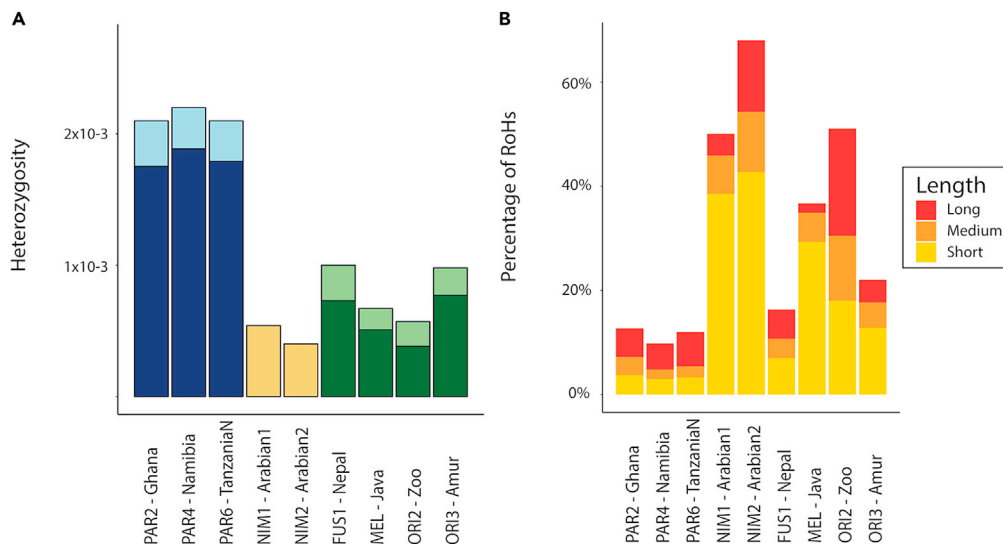 A
Heterozygosity
2x10-3
1x10-3
PAR2 - Ghana
PAR4 - Namibia
PAR6 - TanzaniaN
NIM1 - Arabian1
NIM2 - Arabian2
FUS1 - Nepal
MEL - Java
ORI2 - Zoo
ORI3 - Amur
B
Percentage of RoHs
60%
40%
20%
0%
PAR2 - Ghana
PAR4 - Namibia
PAR6 - TanzaniaN
NIM1 - Arabian1
NIM2 - Arabian2
FUS1 - Nepal
MEL - Java
ORI2 - Zoo
ORI3 - Amur
Length
Long
Medium
Short